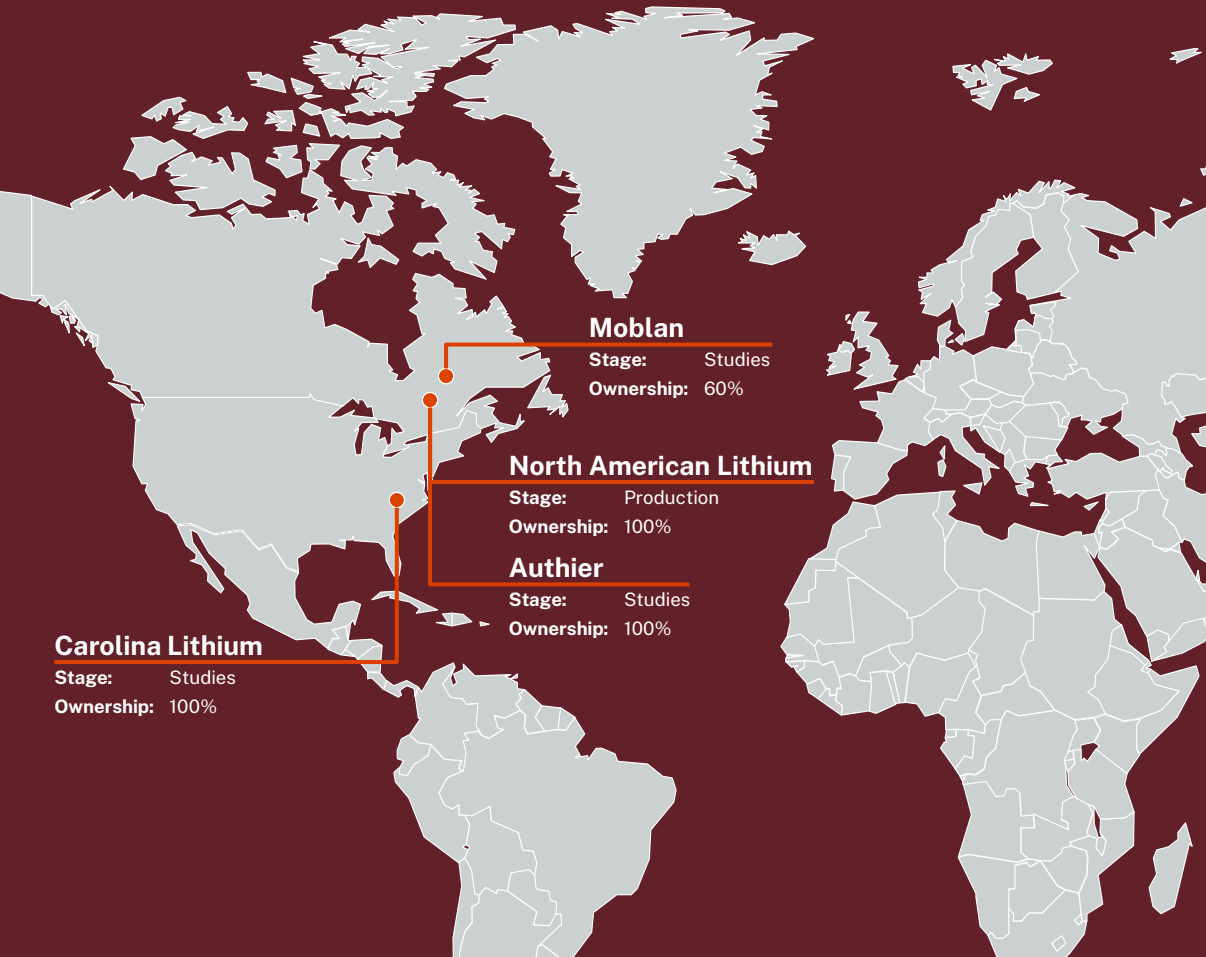 Moblan
Stage: Studies
Ownership: 60%
North American Lithium
Stage: Production
Ownership: 100%
Authier
Stage: Studies
Ownership: 100%
Carolina Lithium
Stage: Studies
Ownership: 100%